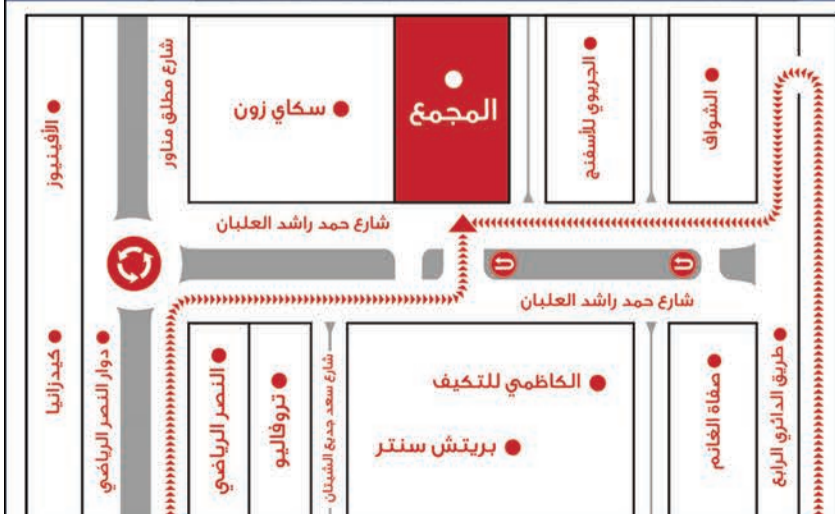 الشواف
الجريوي للأسفنج
المجمع
سكاي زون
شارع مطلق مناور
الأفينيوز
شارع حمد راشد العلبان
شارع حمد راشد العلبان
طريق الدائري الرابع
صفاة الغانم
الكاظمي للتكيف
بريتش سنتر
شارع سعد جديع الشيتان
تروفاليو
النصر الرياضي
دوار النصر الرياضي
كيدزانيا